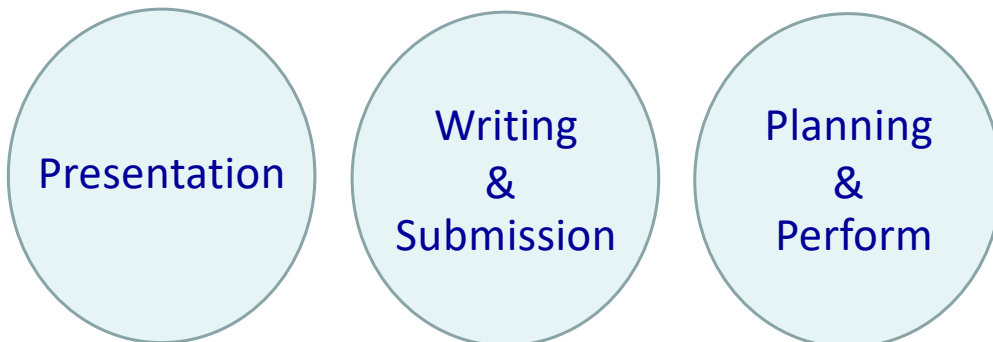 Presentation
Writing
&
Submission
Planning
&
Perform